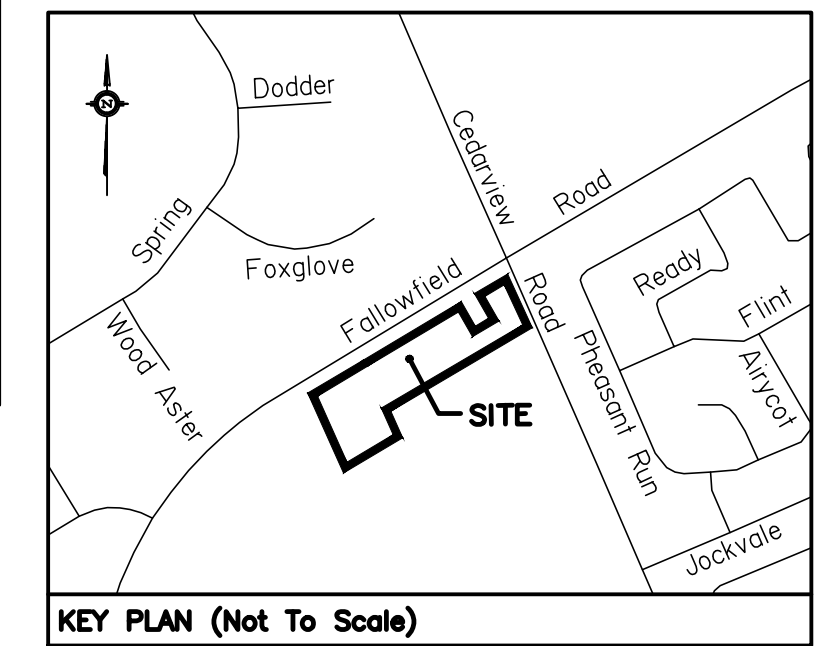 N
Dodder
Cedarview
Road
Spring
Foxglove
Ready
Fallowfield
Road
Flint
Wood Aster
Pheasant Run
Airycot
SITE
Jockvale
KEY PLAN (Not To Scale)